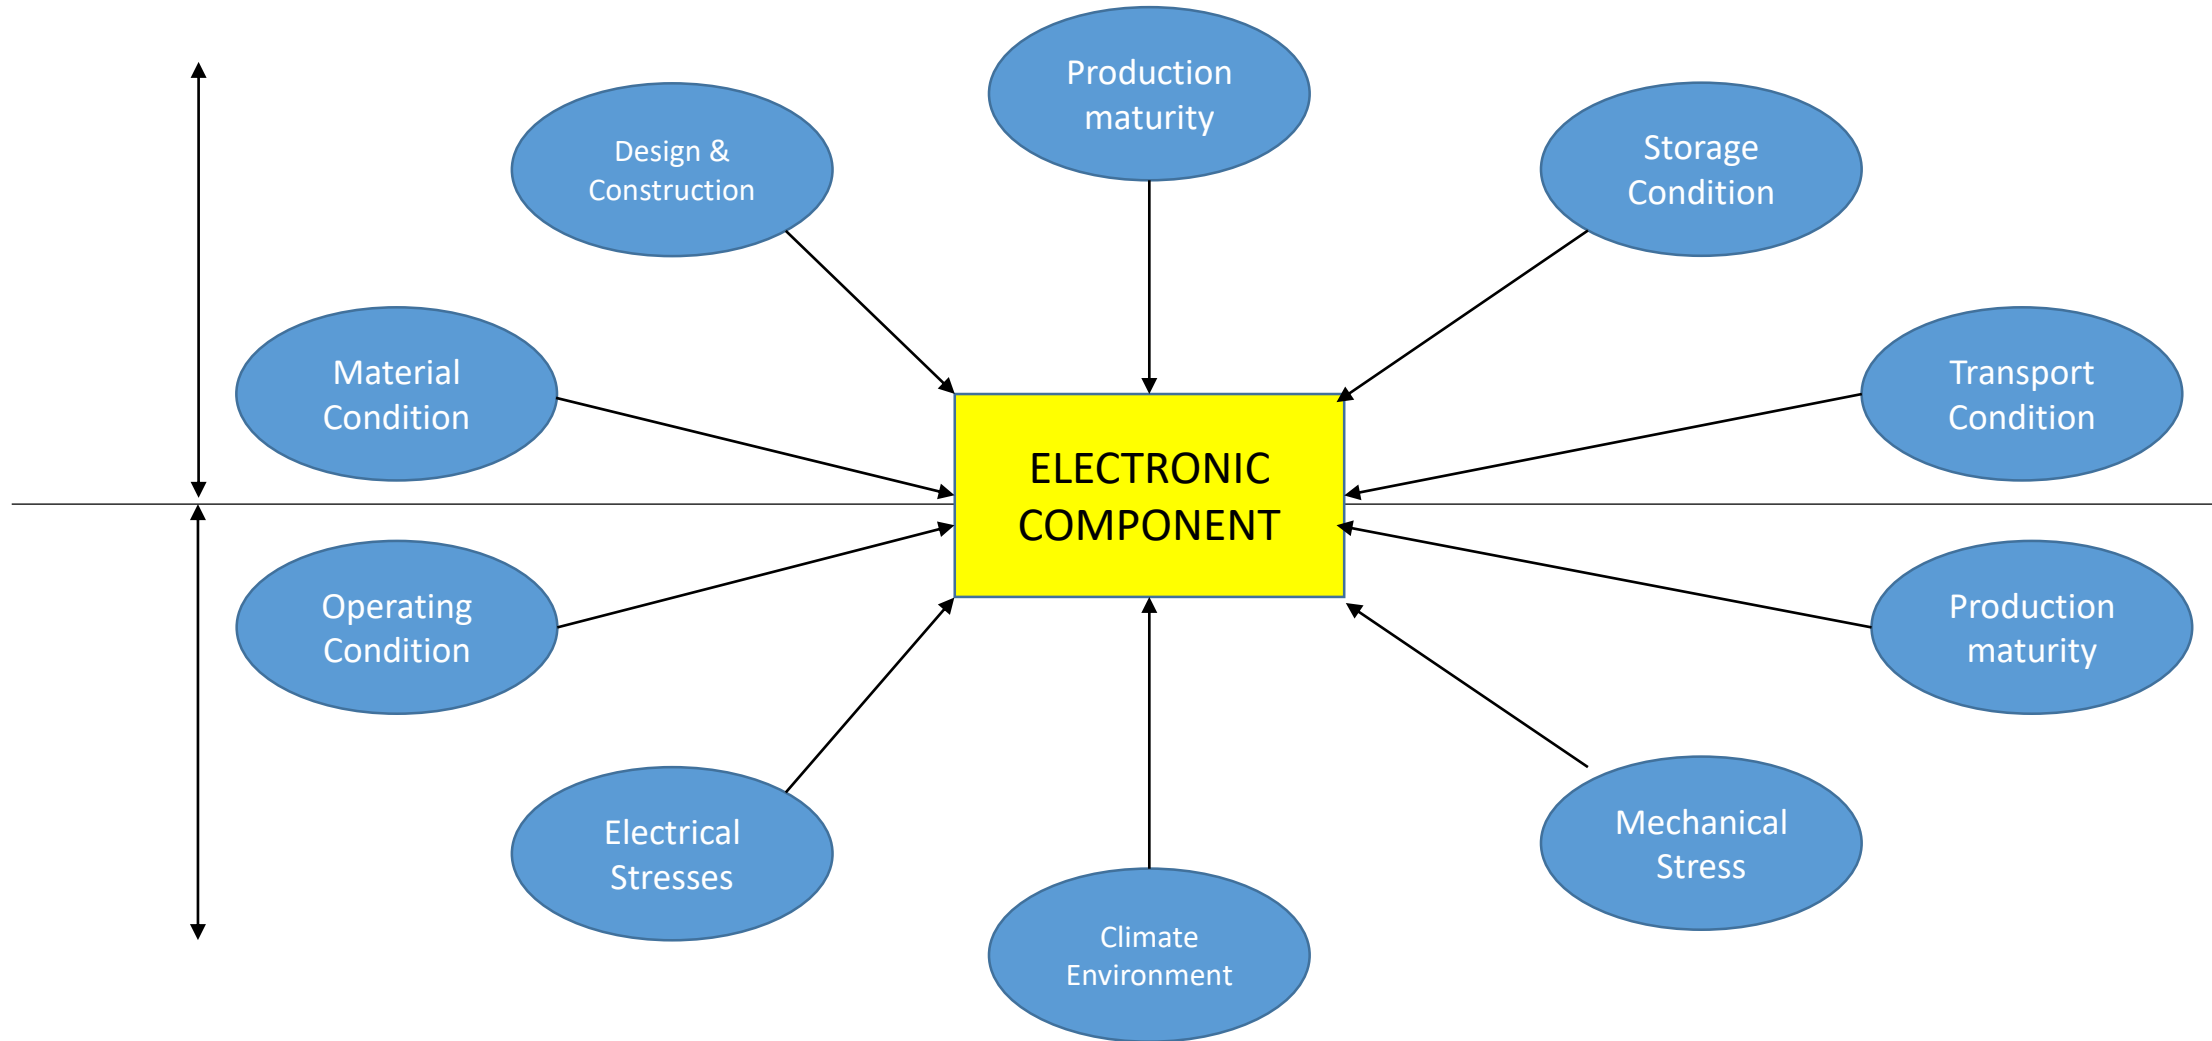 Production
maturity
Design &
Construction
Storage
Condition
Material
Condition
Transport
Condition
ELECTRONIC
COMPONENT
Operating
Condition
Production
maturity
Electrical
Stresses
Mechanical
Stress
Climate
Environment